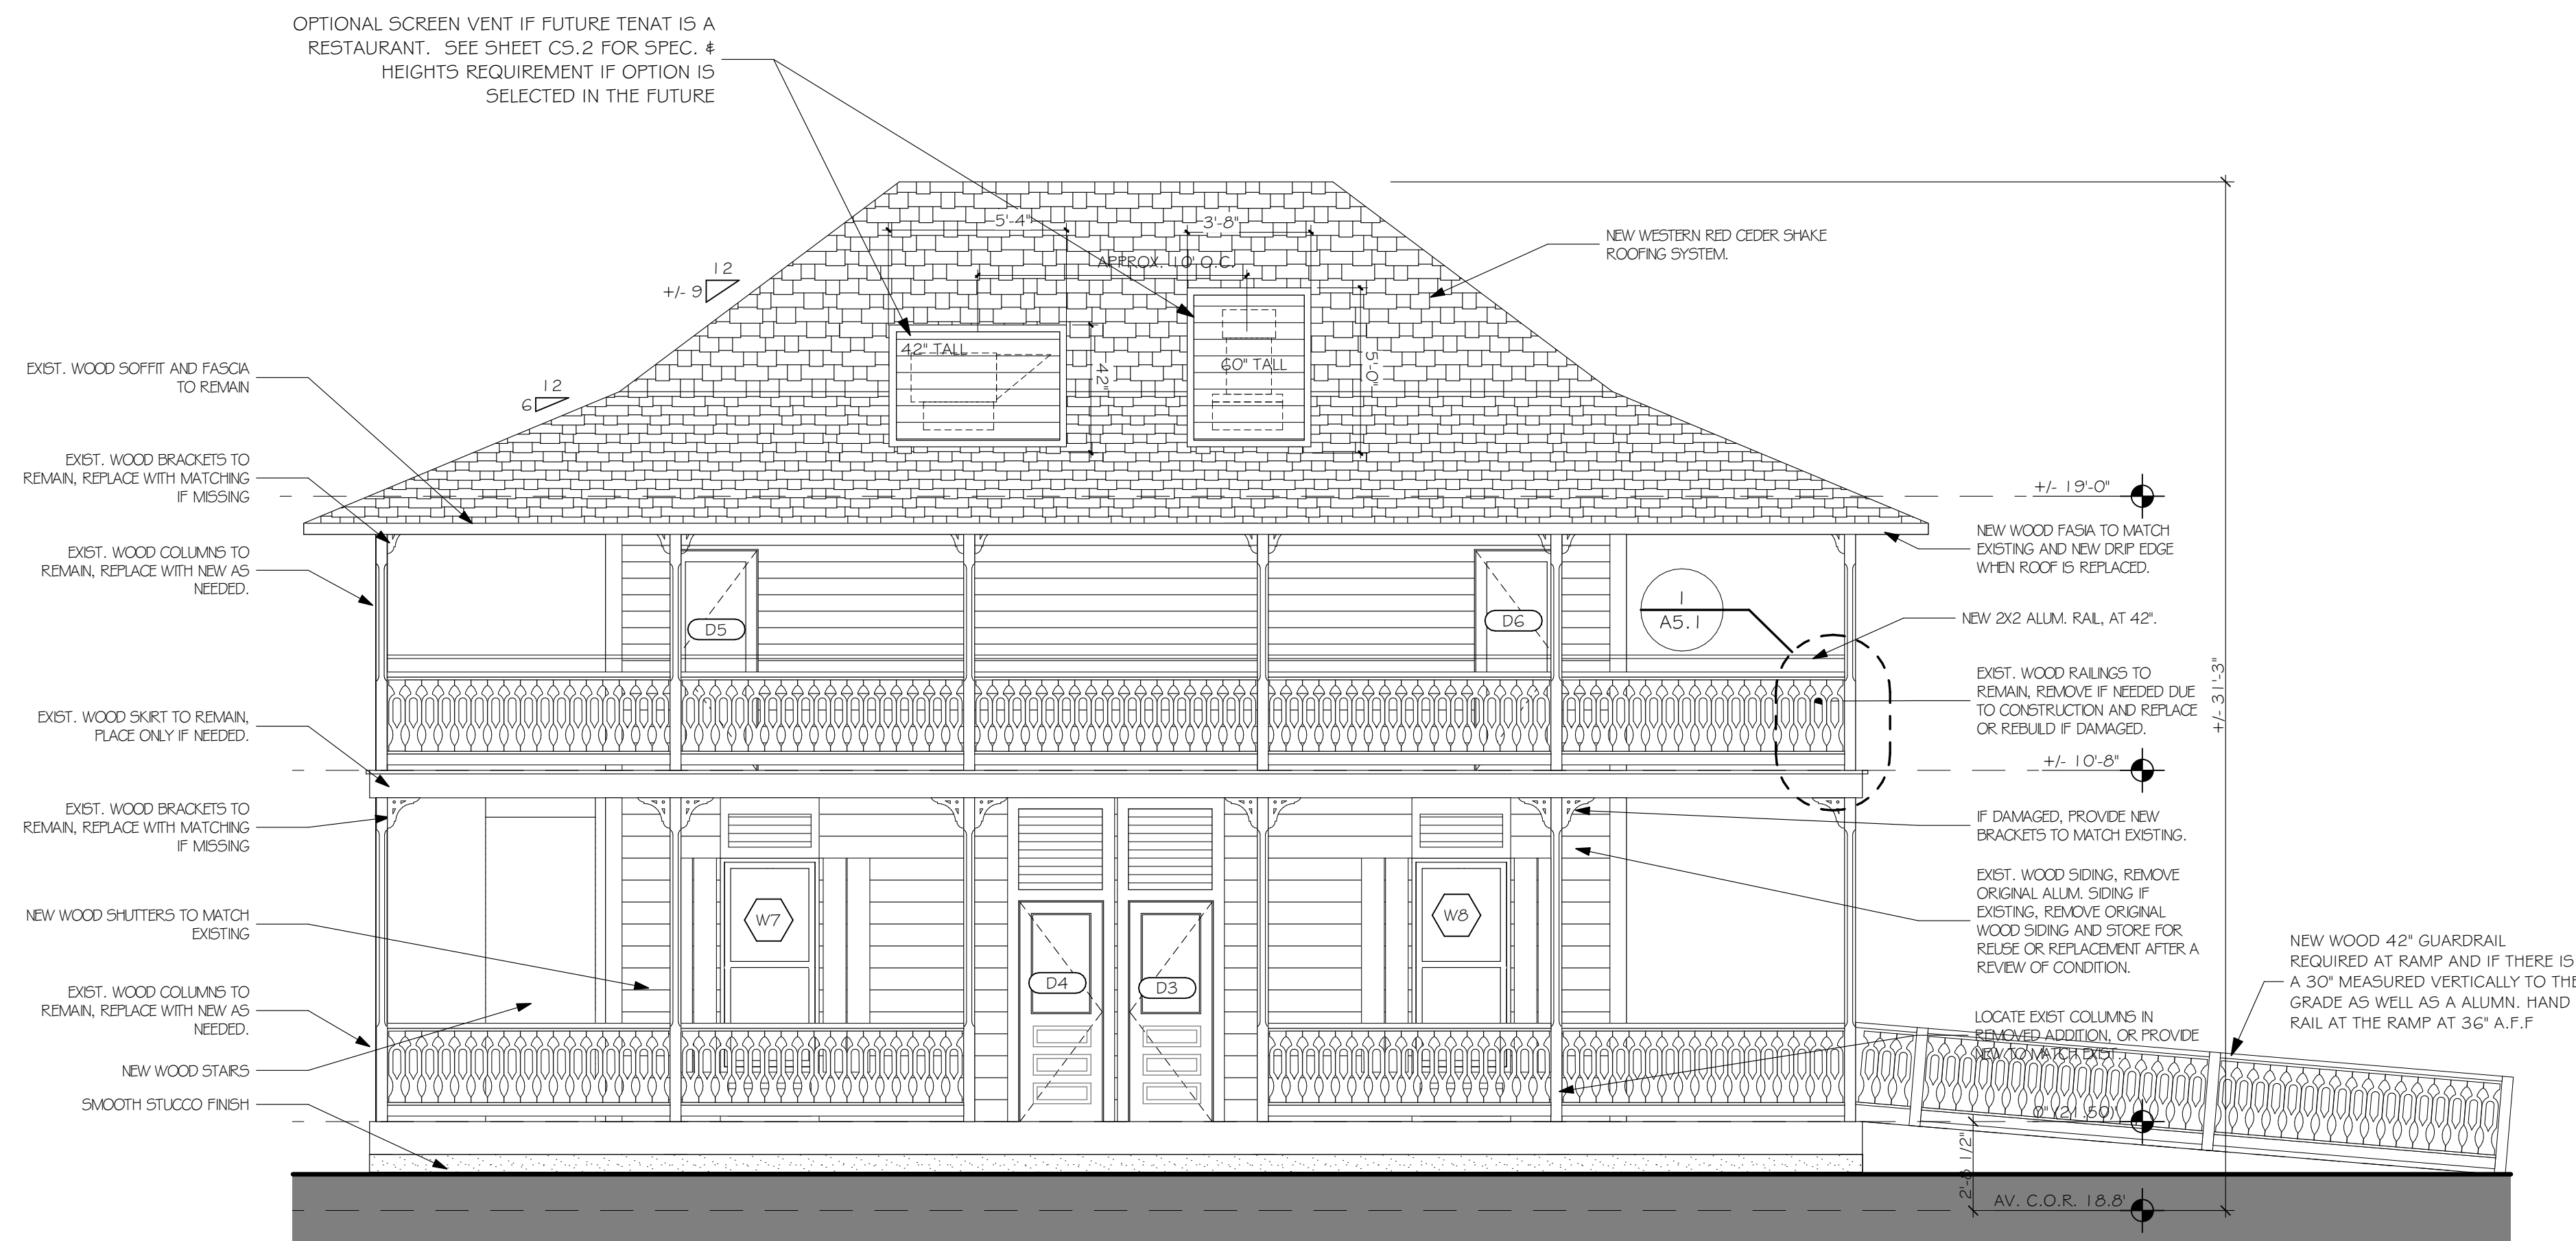 OPTIONAL SCREEN VENT IF FUTURE TENAT IS A
RESTAURANT. SEE SHEET CS.2 FOR SPEC. &
HEIGHTS REQUIREMENT IF OPTION IS
SELECTED IN THE FUTURE
5'-4"
3'-8"
APPROX. 10' O.C.
NEW WESTERN RED CEDER SHAKE
ROOFING SYSTEM.
12
+/- 9
42" TALL
42"
60" TALL
5'-0"
12
6
EXIST. WOOD SOFFIT AND FASCIA
TO REMAIN
EXIST. WOOD BRACKETS TO
REMAIN, REPLACE WITH MATCHING
IF MISSING
EXIST. WOOD COLUMNS TO
REMAIN, REPLACE WITH NEW AS
NEEDED.
EXIST. WOOD SKIRT TO REMAIN,
PLACE ONLY IF NEEDED.
EXIST. WOOD BRACKETS TO
REMAIN, REPLACE WITH MATCHING
IF MISSING
NEW WOOD SHUTTERS TO MATCH
EXISTING
EXIST. WOOD COLUMNS TO
REMAIN, REPLACE WITH NEW AS
NEEDED.
NEW WOOD STAIRS
SMOOTH STUCCO FINISH
D5
D6
1
A5.1
W7
W8
D4
D3
+/- 19'-0"
NEW WOOD FASIA TO MATCH
EXISTING AND NEW DRIP EDGE
WHEN ROOF IS REPLACED.
NEW 2X2 ALUM. RAIL, AT 42".
EXIST. WOOD RAILINGS TO
REMAIN, REMOVE IF NEEDED DUE
TO CONSTRUCTION AND REPLACE
OR REBUILD IF DAMAGED.
+/- 31'-3"
+/- 10'-8"
IF DAMAGED, PROVIDE NEW
BRACKETS TO MATCH EXISTING.
EXIST. WOOD SIDING, REMOVE
ORIGINAL ALUM. SIDING IF
EXISTING, REMOVE ORIGINAL
WOOD SIDING AND STORE FOR
REUSE OR REPLACEMENT AFTER A
REVIEW OF CONDITION.
NEW WOOD 42" GUARDRAIL
REQUIRED AT RAMP AND IF THERE IS
A 30" MEASURED VERTICALLY TO THE
GRADE AS WELL AS A ALUMN. HAND
RAIL AT THE RAMP AT 36" A.F.F
LOCATE EXIST COLUMNS IN
REMOVED ADDITION, OR PROVIDE
NEW TO MATCH EXIST.
0" (21.50)'
2'-8 1/2"
AV. C.O.R. 18.8'